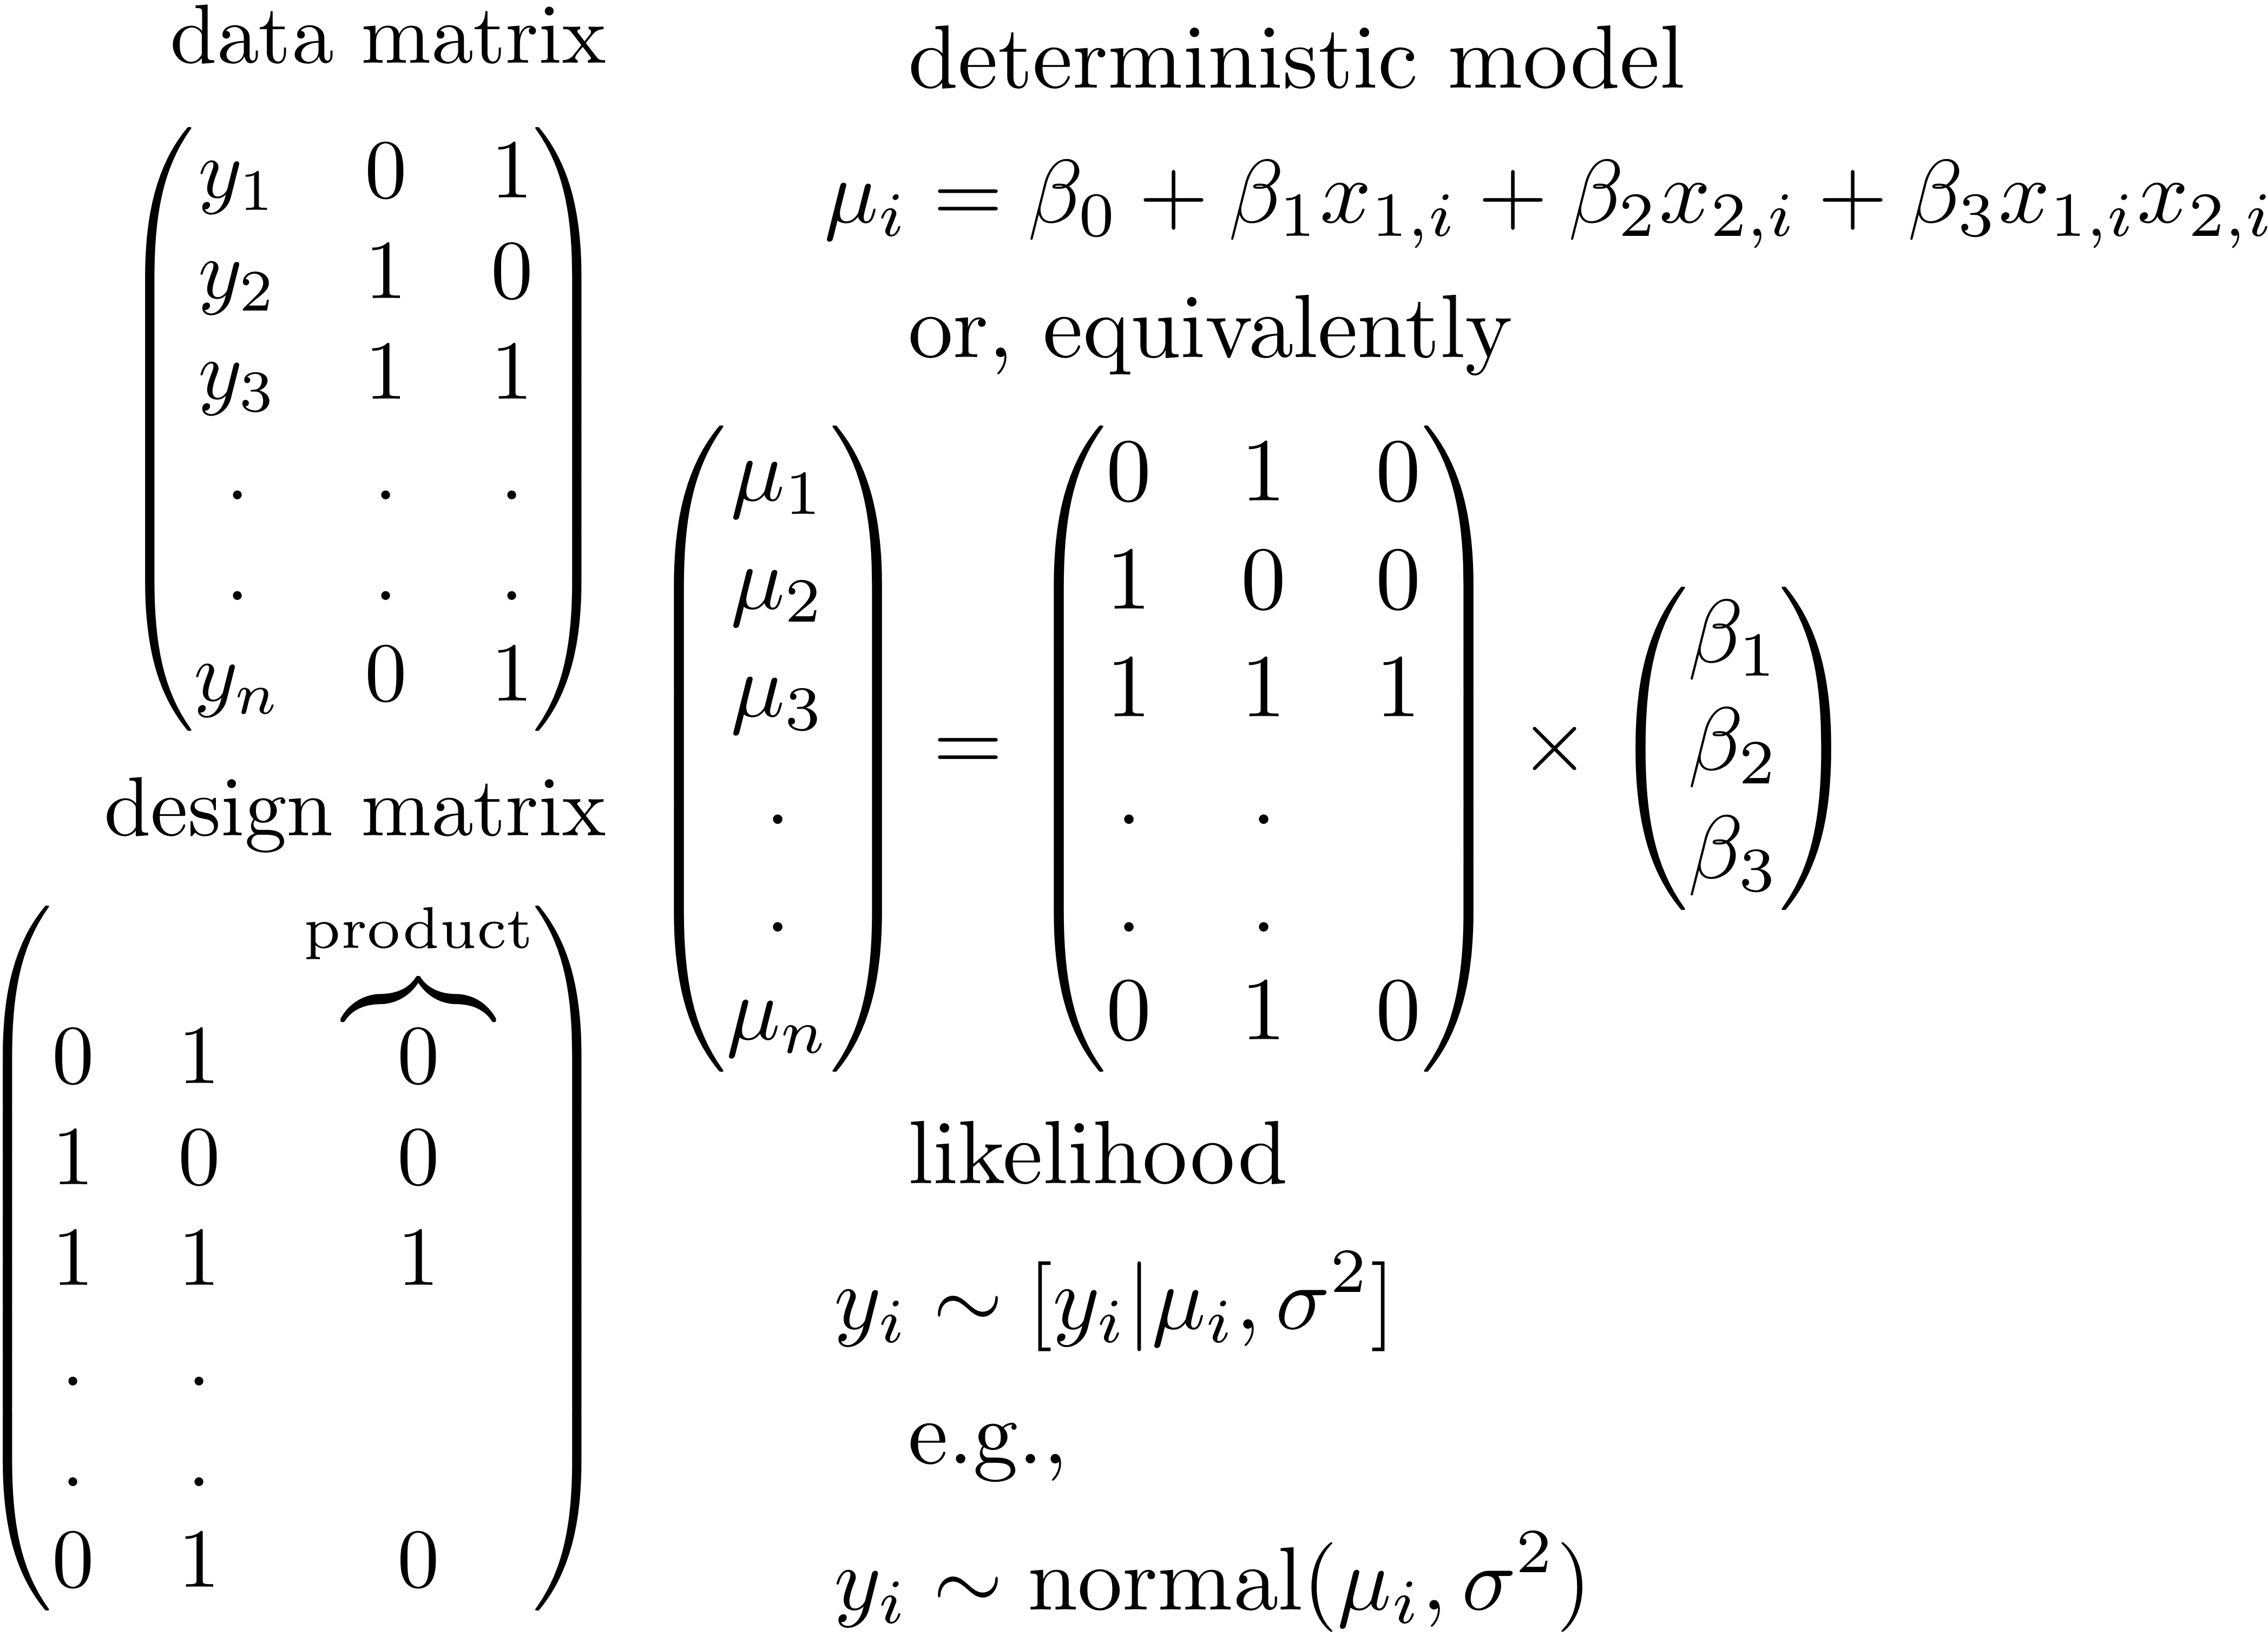 data matrix
y₁ 0 1
y₂ 1 0
y₃ 1 1
. . .
. . .
yₙ 0 1
design matrix
product
0 1 0
1 0 0
1 1 1
. .
. .
0 1 0
deterministic model
μᵢ = β₀ + β₁x₁,ᵢ + β₂x₂,ᵢ + β₃x₁,ᵢx₂,ᵢ
or, equivalently
(μ₁ μ₂ μ₃ . . μₙ) = (0 1 0
1 0 0
1 1 1
. .
. .
0 1 0) × (β₁ β₂ β₃)
likelihood
yᵢ ∼ [yᵢ|μᵢ, σ²]
e.g.,
yᵢ ∼ normal(μᵢ, σ²)